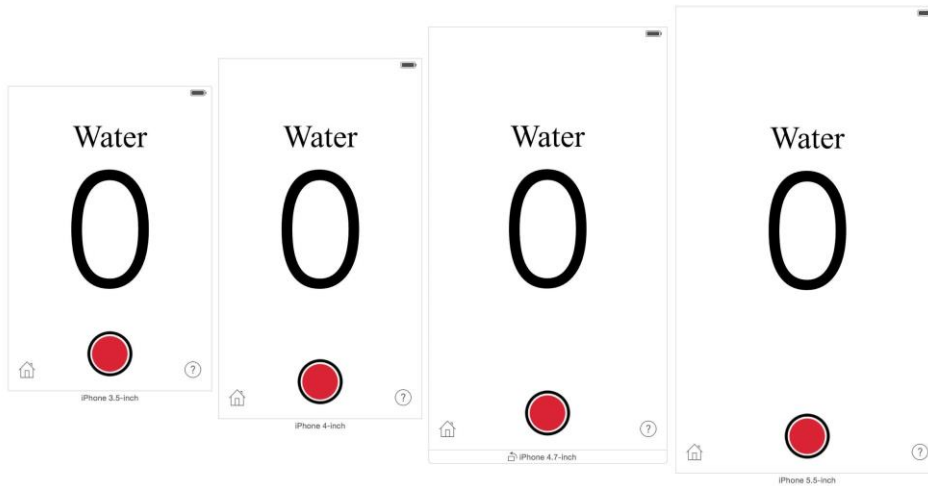 Water
0
?
iPhone 3.5-inch
Water
0
?
iPhone 4-inch
Water
0
?
iPhone 4.7-inch
Water
0
?
iPhone 5.5-inch